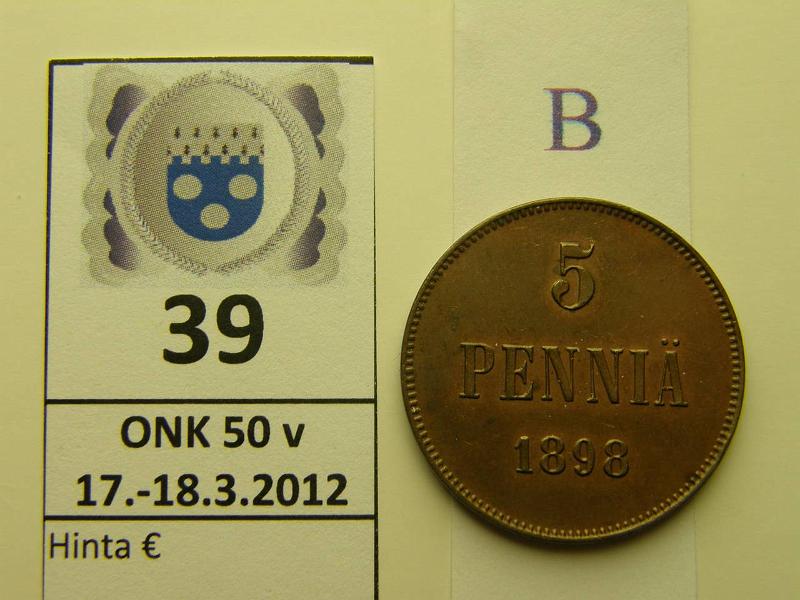 39
ONK 50 v
17.-18.3.2012
Hinta €
B
5
PENNIÄ
1898